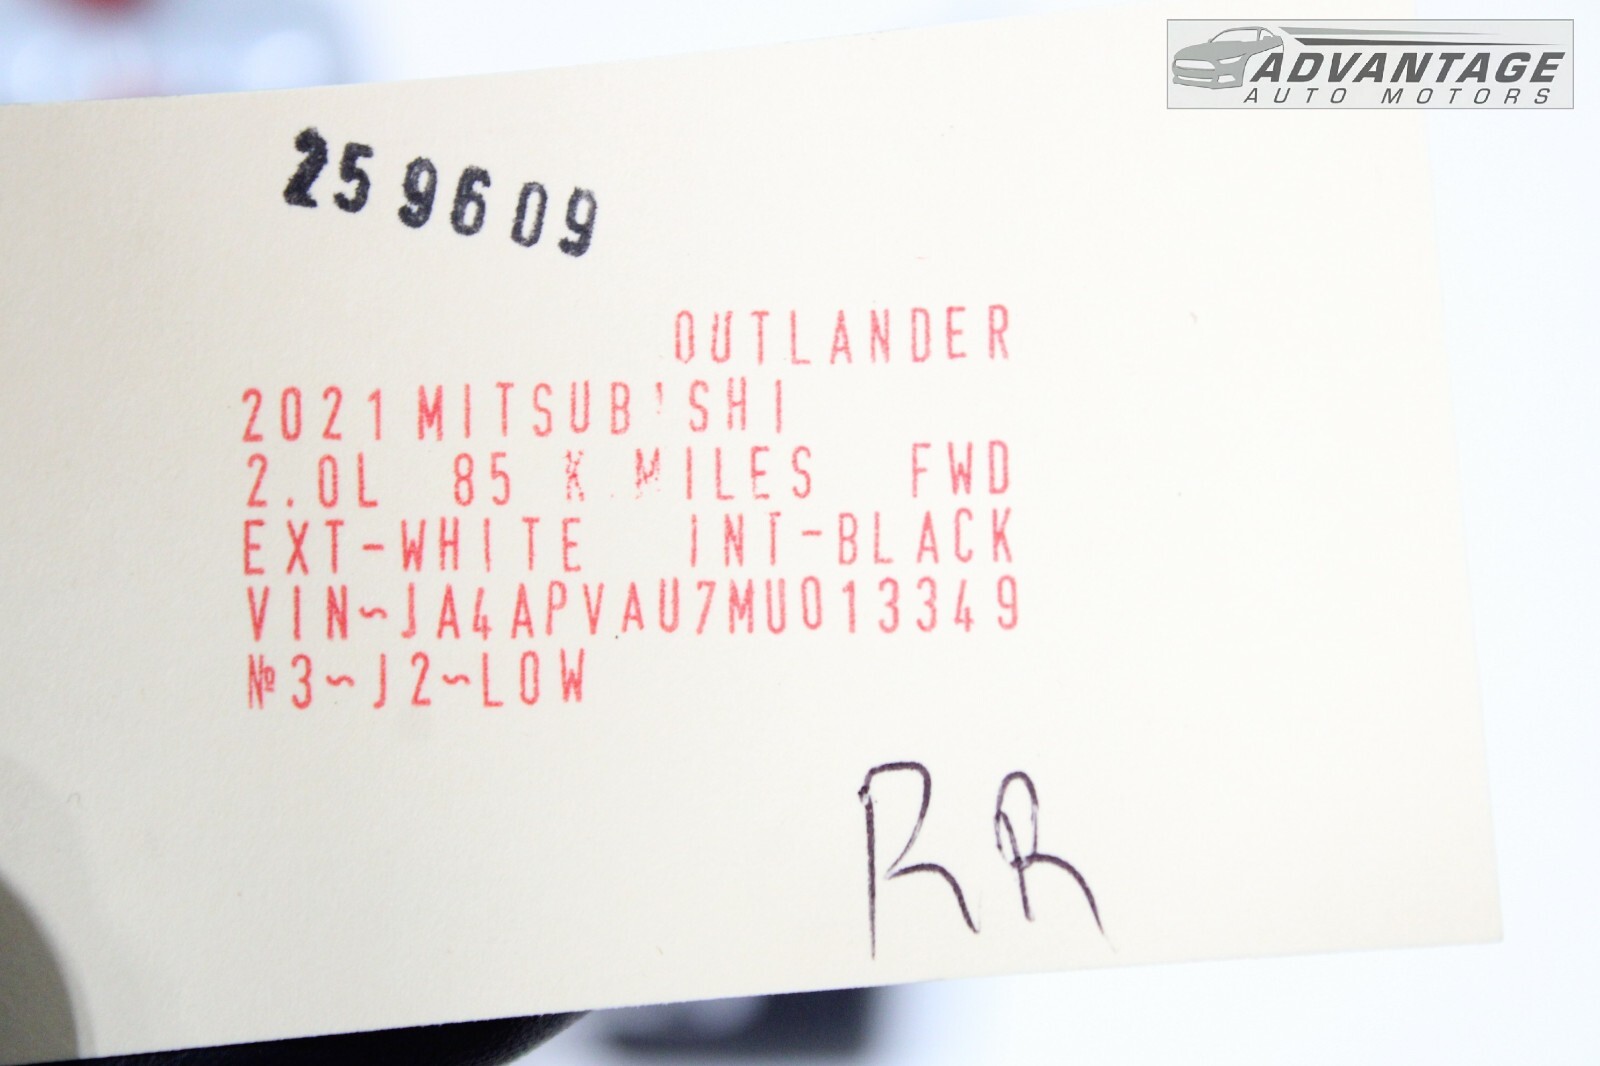 ADVANTAGE
AUTO MOTORS
259609
OUTLANDER
2021 MITSUBISHI
2.0L 85 K MILES FWD
EXT-WHITE INT-BLACK
VIN~JA4APVAU7MU013349
№3~J2~LOW
RR